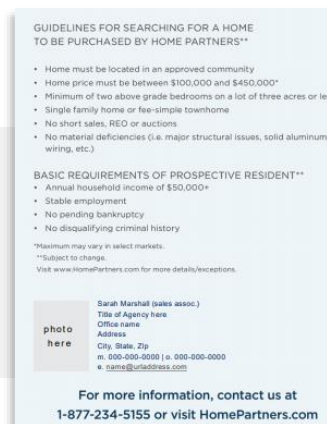 GUIDELINES FOR SEARCHING FOR A HOME
TO BE PURCHASED BY HOME PARTNERS**
• Home must be located in an approved community
• Home price must be between $100,000 and $450,000*
• Minimum of two above grade bedrooms on a lot of three acres or le
• Single family home or fee-simple townhome
• No short sales, REO or auctions
• No material deficiencies (i.e. major structural issues, solid aluminum
wiring, etc.)
BASIC REQUIREMENTS OF PROSPECTIVE RESIDENT**
• Annual household income of $50,000+
• Stable employment
• No pending bankruptcy
• No disqualifying criminal history
*Maximum may vary in select markets.
**Subject to change.
Visit www.HomePartners.com for more details/exceptions.
photo
here
Sarah Marshall (sales assoc.)
Title of Agency here
Office name
Address
City, State, Zip
m. 000-000-0000 | o. 000-000-0000
e. name@urladdress.com
For more information, contact us at
1-877-234-5155 or visit HomePartners.com